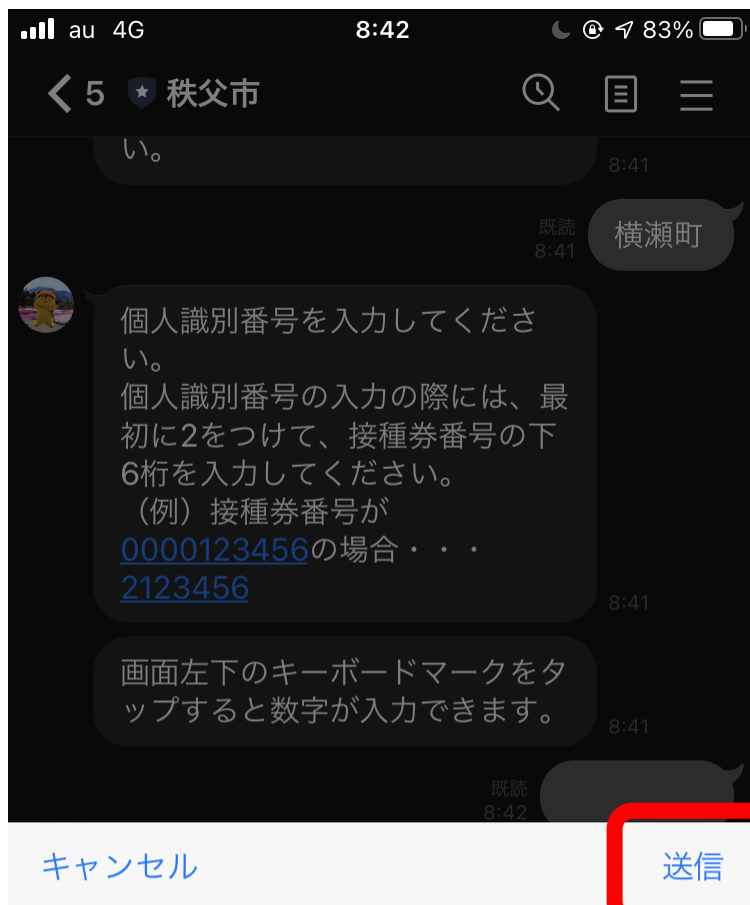 au 4G 8:42 83%
5 秩父市
い。
8:41
既読
8:41
横瀬町
個人識別番号を入力してくださ
い。
個人識別番号の入力の際には、最
初に2をつけて、接種券番号の下
6桁を入力してください。
（例）接種券番号が
0000123456の場合・・・
2123456
8:41
画面左下のキーボードマークをタ
ップすると数字が入力できます。
8:41
既読
8:42
キャンセル 送信